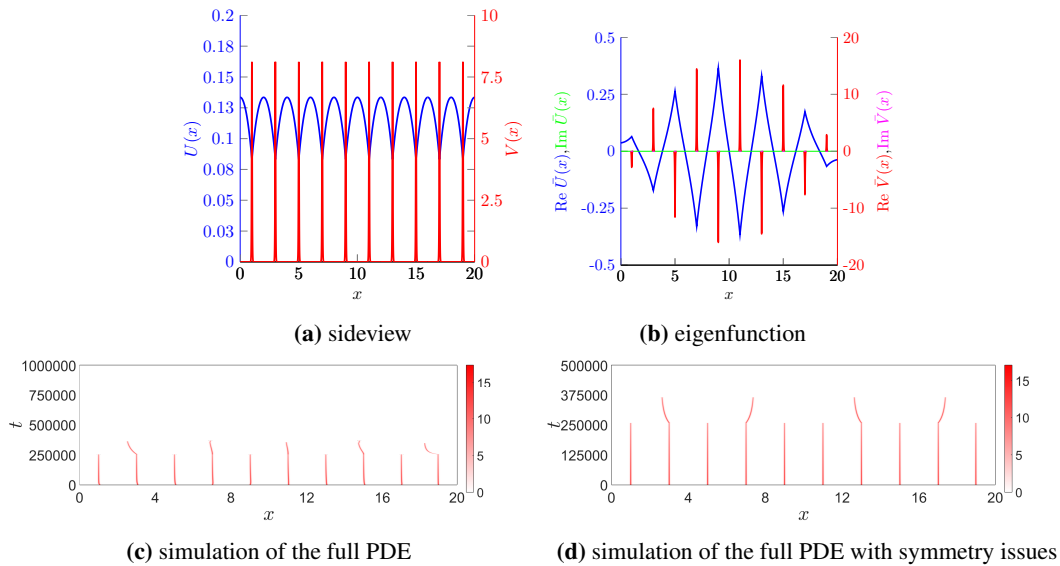 0.2
0.18
0.15
0.13
0.1
0.08
0.05
0.03
0
U(x)
10
7.5
5
2.5
0
V(x)
0 5 10 15 20
x
(a) sideview
0.5
0.25
0
-0.25
-0.5
Re Ū(x),Im Ū(x)
20
10
0
-10
-20
Re V̄(x),Im V̄(x)
0 5 10 15 20
x
(b) eigenfunction
1000000
750000
500000
250000
0
t
15
10
5
0
0 4 8 12 16 20
x
(c) simulation of the full PDE
500000
375000
250000
125000
0
t
15
10
5
0
0 4 8 12 16 20
x
(d) simulation of the full PDE with symmetry issues